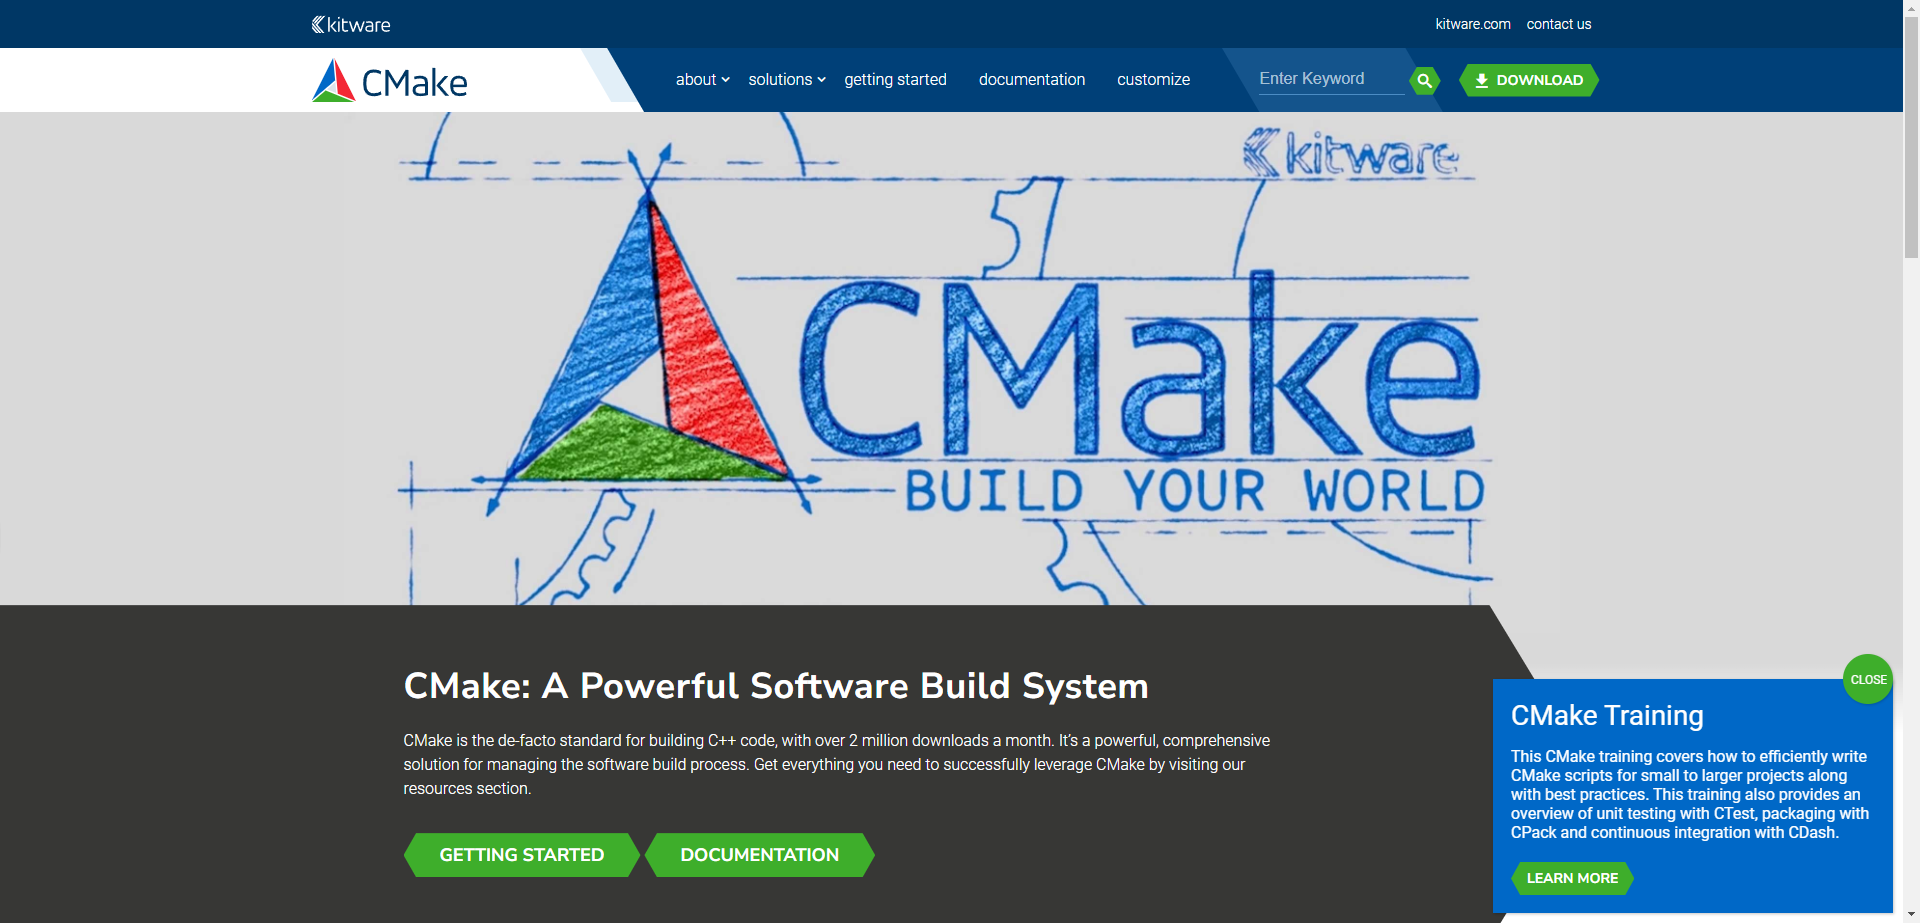 kitware
kitware.com contact us
CMake
about solutions getting started documentation customize
Enter Keyword
DOWNLOAD
kitware
CMake
BUILD YOUR WORLD
CMake: A Powerful Software Build System
CMake is the de-facto standard for building C++ code, with over 2 million downloads a month. It’s a powerful, comprehensive
solution for managing the software build process. Get everything you need to successfully leverage CMake by visiting our
resources section.
GETTING STARTED DOCUMENTATION
CLOSE
CMake Training
This CMake training covers how to efficiently write
CMake scripts for small to larger projects along
with best practices. This training also provides an
overview of unit testing with CTest, packaging with
CPack and continuous integration with CDash.
LEARN MORE